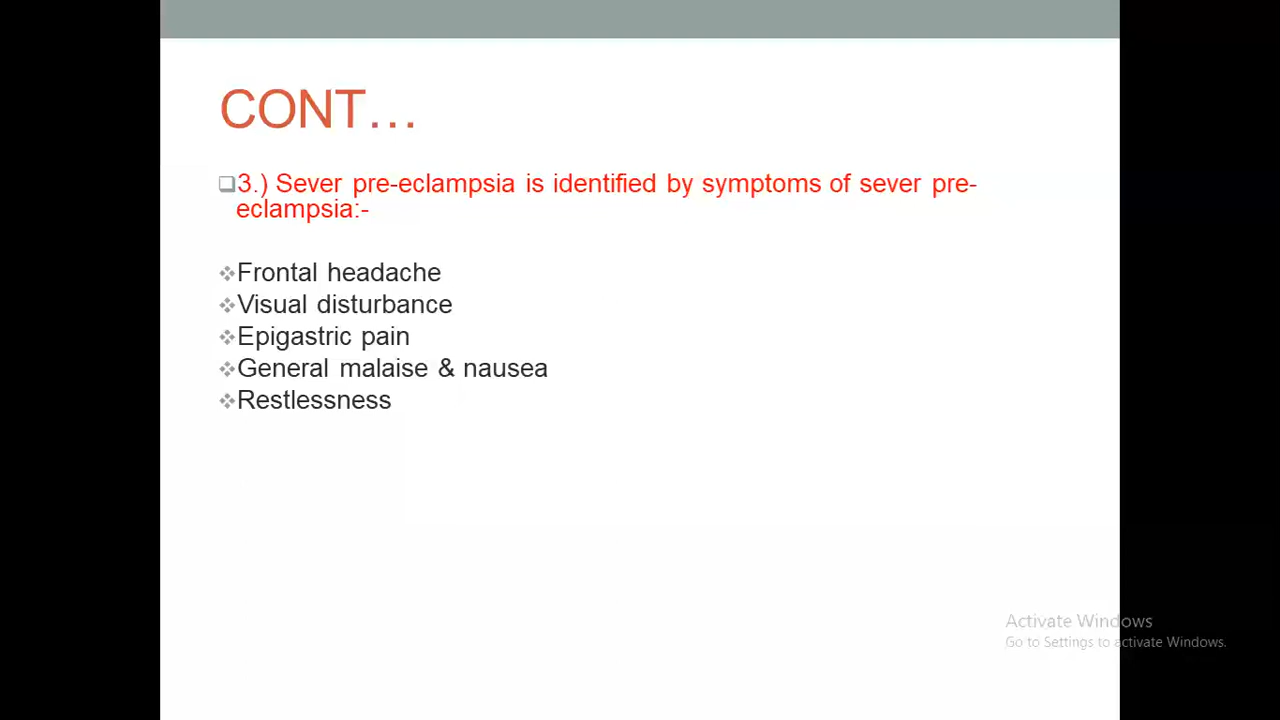 CONT...
3.) Sever pre-eclampsia is identified by symptoms of sever pre-
eclampsia:-
Frontal headache
Visual disturbance
Epigastric pain
General malaise & nausea
Restlessness
Activate Windows
Go to Settings to activate Windows.